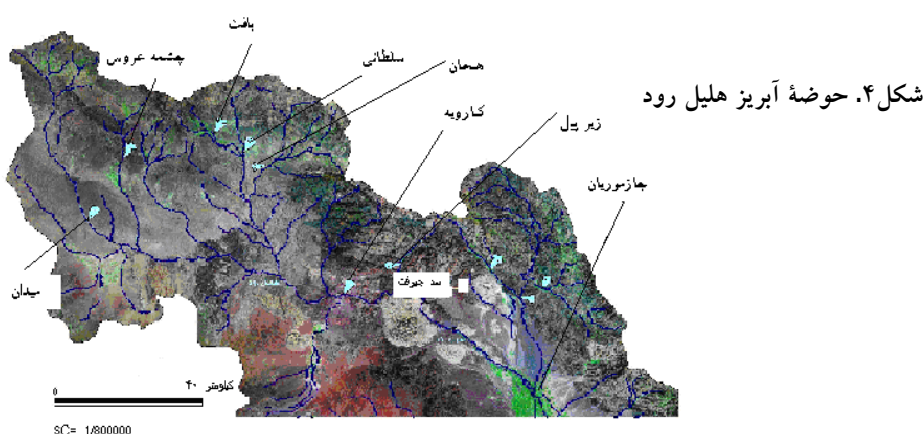 شکل۴. حوضهٔ آبریز هلیل رود
بافت
سلطانی
چشمه عروس
هنجان
کارویه
زیر پیل
جازموریان
سد جیرفت
میدان
0
۴۰ کیلومتر
SC= 1/800000